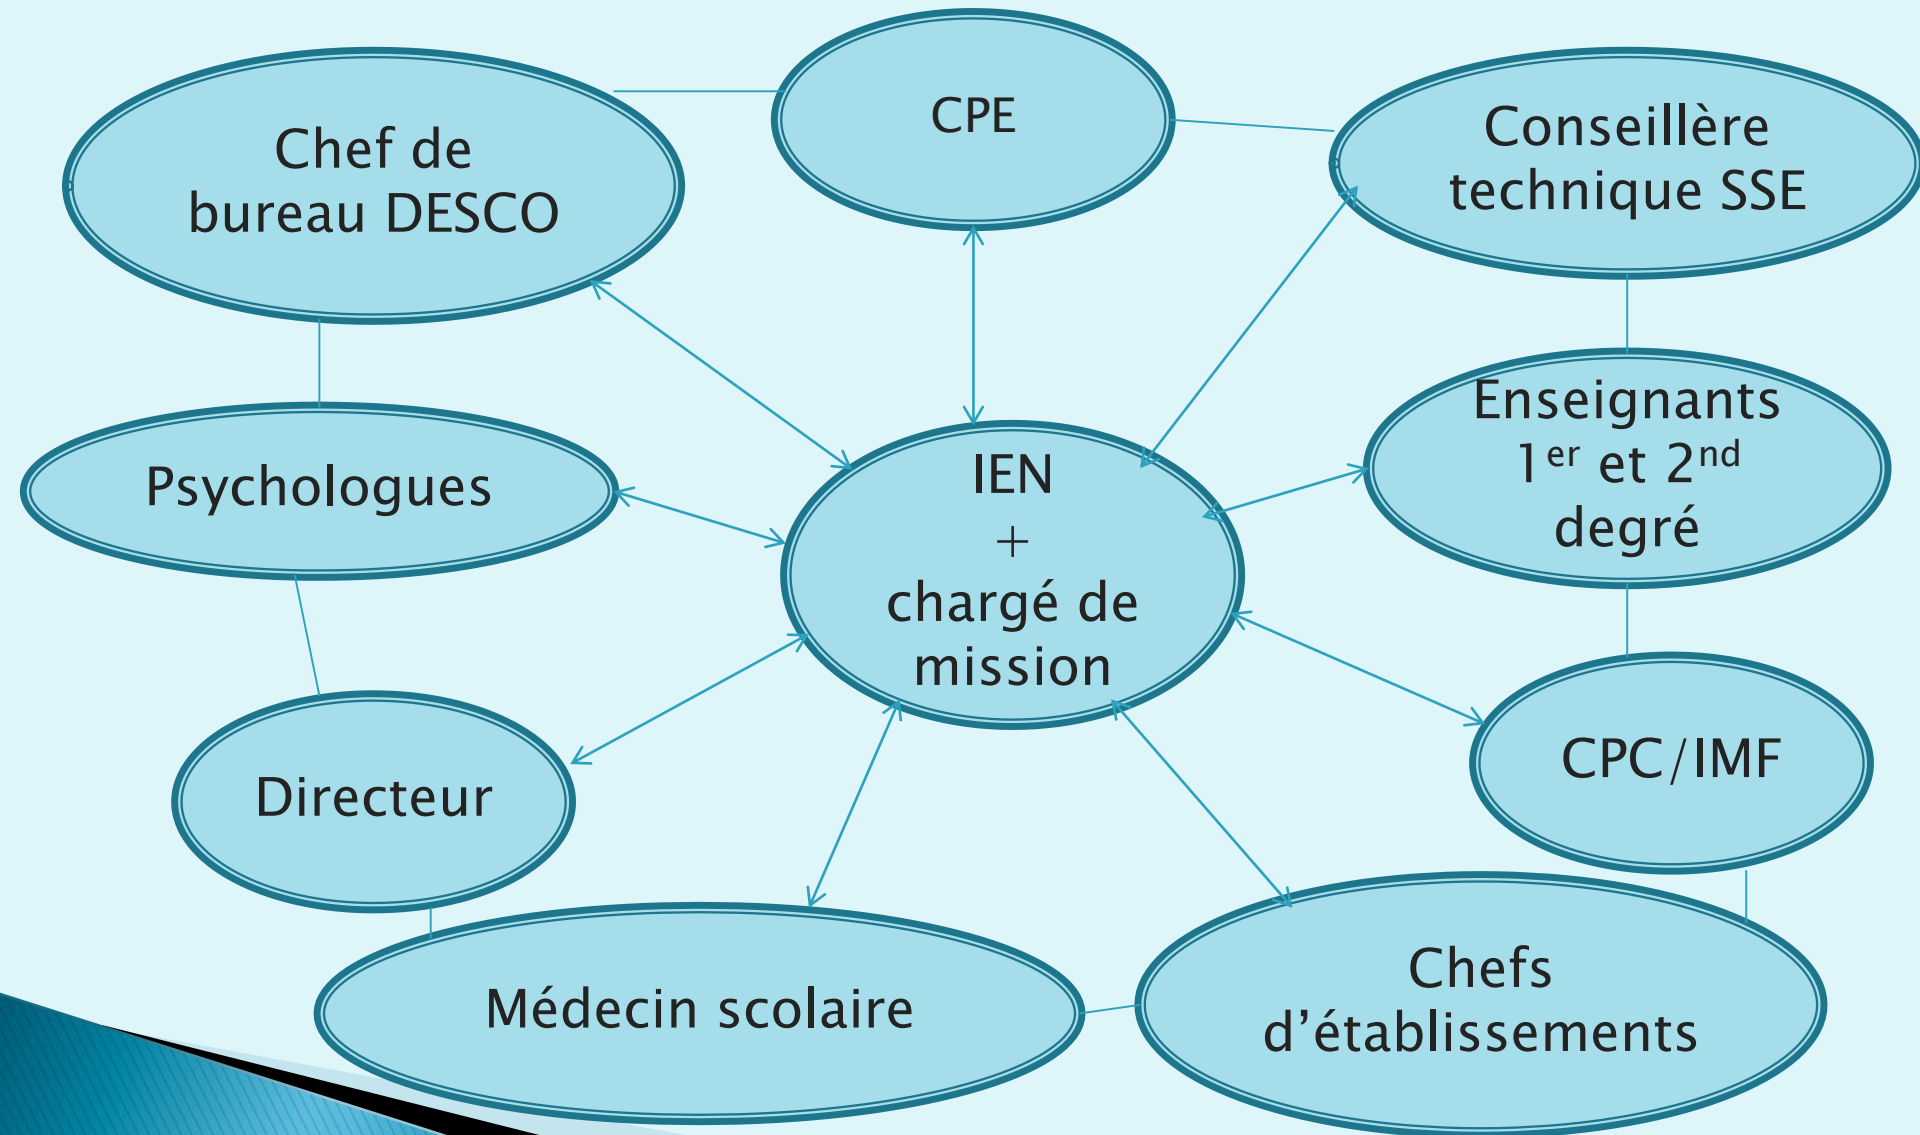 CPE
Chef de
bureau DESCO
Conseillère
technique SSE
Enseignants
1er et 2nd
degré
Psychologues
IEN
+
chargé de
mission
CPC/IMF
Directeur
Médecin scolaire
Chefs
d’établissements